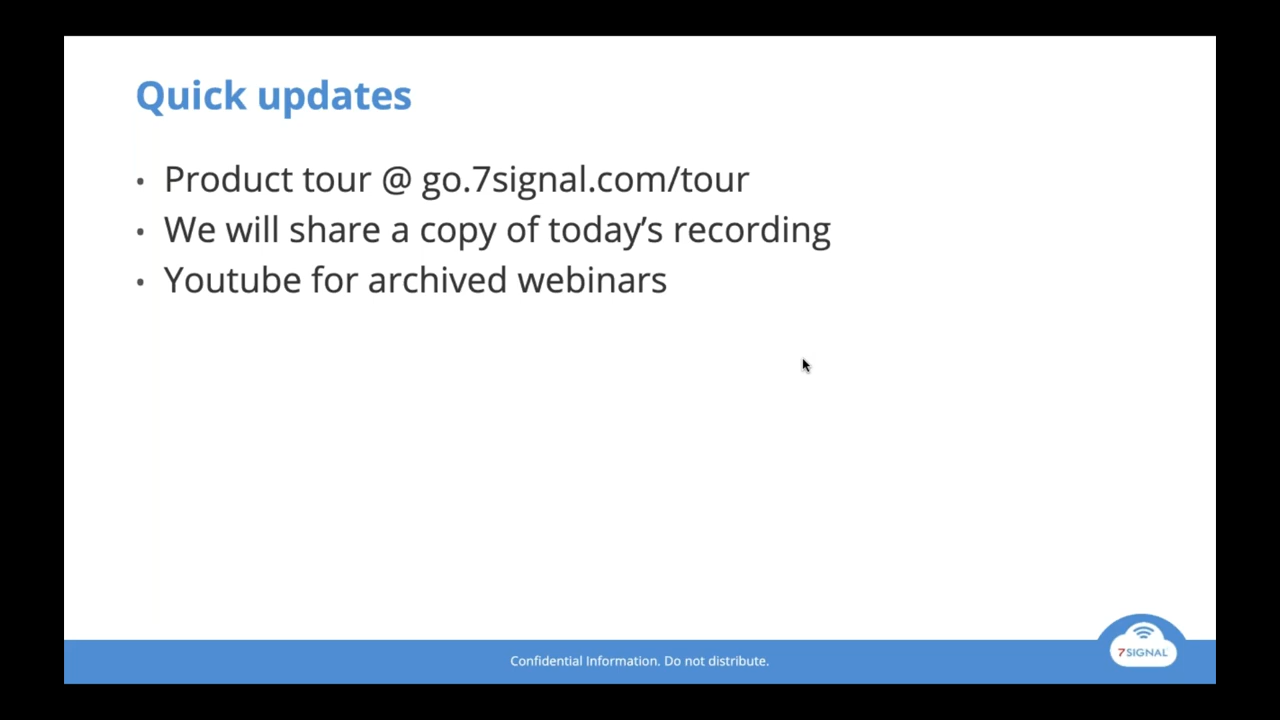 Quick updates
• Product tour @ go.7signal.com/tour
• We will share a copy of today’s recording
• Youtube for archived webinars
Confidential Information. Do not distribute.
7SIGNAL